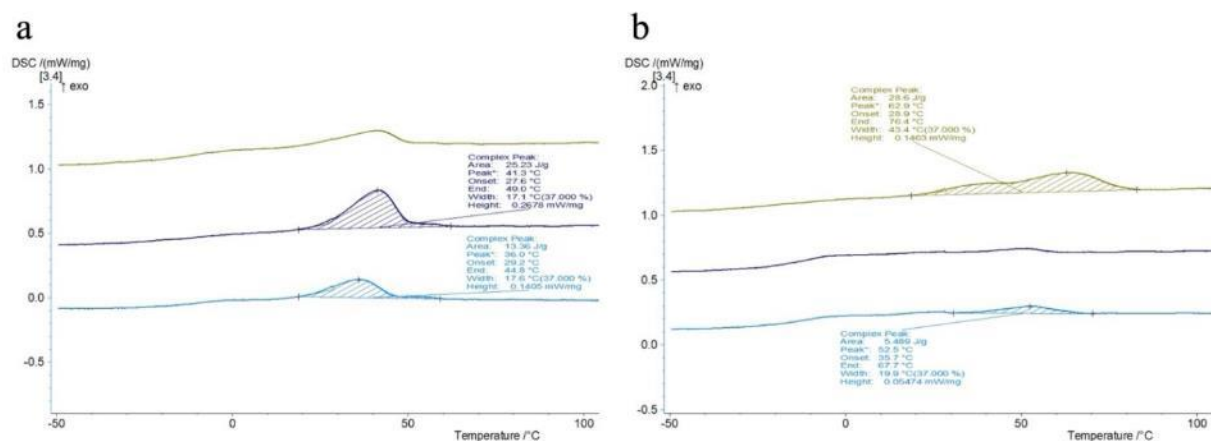 a
DSC /(mW/mg)
[3.4]
↑ exo
1.5
1.0
0.5
0.0
-0.5
Complex Peak:
Area: 25.23 J/g
Peak*: 41.3 °C
Onset: 27.6 °C
End: 49.0 °C
Width: 17.1 °C(37.000 %)
Height: 0.2678 mW/mg
Complex Peak:
Area: 13.36 J/g
Peak*: 36.0 °C
Onset: 29.2 °C
End: 44.8 °C
Width: 17.6 °C(37.000 %)
Height: 0.1405 mW/mg
-50
0
50
100
Temperature /°C
b
DSC /(mW/mg)
[3.4]
↑ exo
2.0
1.5
1.0
0.5
0.0
-0.5
Complex Peak:
Area: 28.6 J/g
Peak*: 62.9 °C
Onset: 28.9 °C
End: 76.4 °C
Width: 43.4 °C(37.000 %)
Height: 0.1463 mW/mg
Complex Peak:
Area: 5.489 J/g
Peak*: 52.5 °C
Onset: 35.7 °C
End: 67.7 °C
Width: 19.9 °C(37.000 %)
Height: 0.05474 mW/mg
-50
0
50
100
Temperature /°C